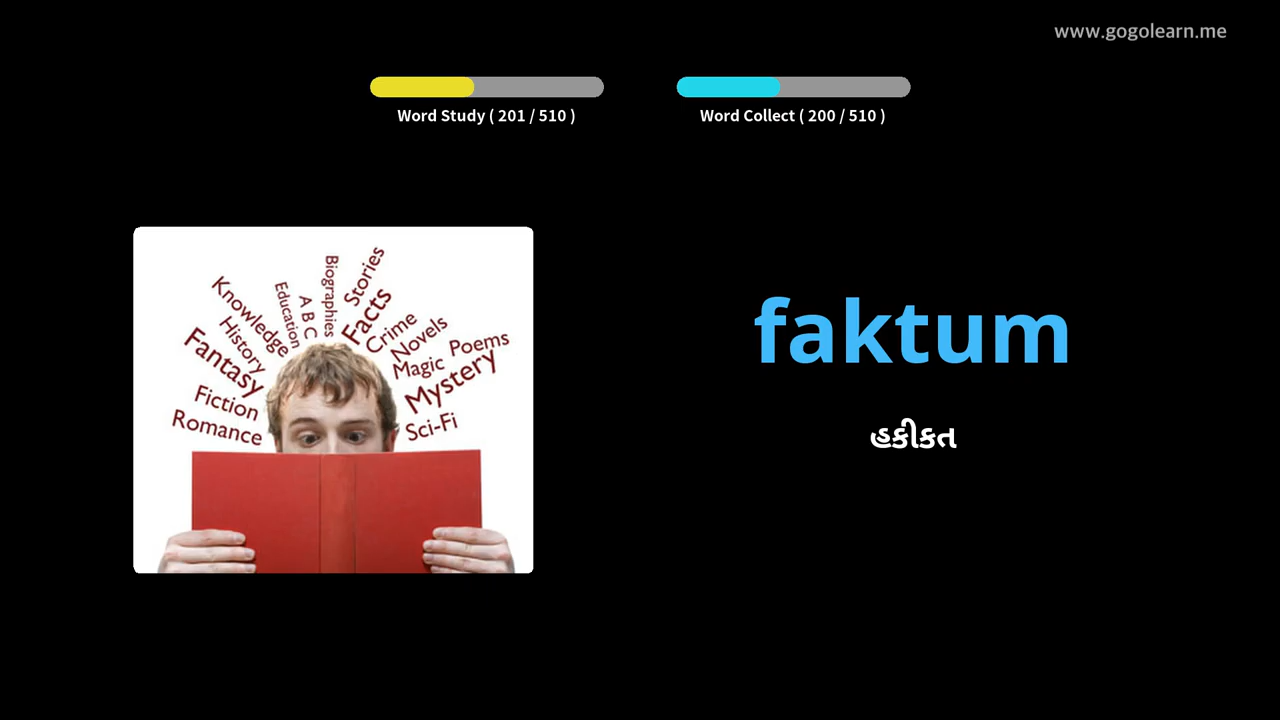 www.gogolearn.me
Word Study ( 201 / 510 )
Word Collect ( 200 / 510 )
Biographies
Stories
Education
A B C
Facts
Knowledge
Crime
History
Novels
Poems
Fantasy
Magic
Mystery
Fiction
Romance
Sci-Fi
faktum
હકીકત